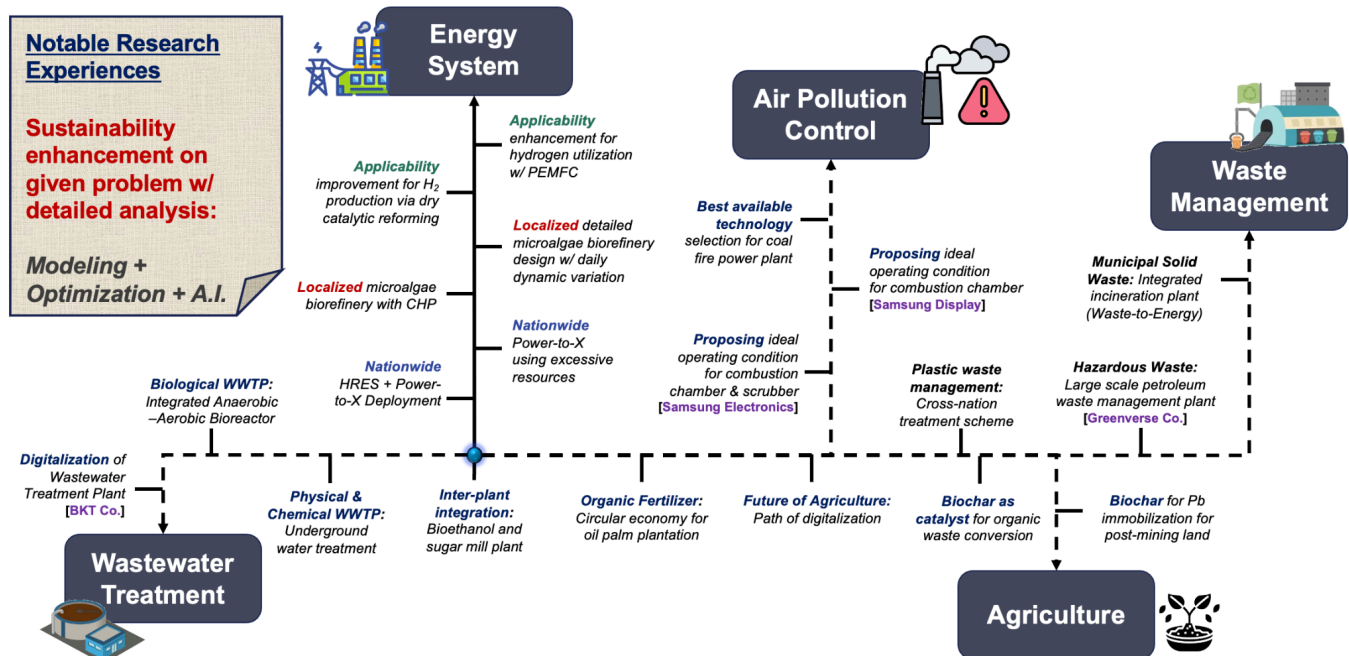 Notable Research
Experiences
Sustainability
enhancement on
given problem w/
detailed analysis:
Modeling +
Optimization + A.I.
Energy
System
Applicability
enhancement for
hydrogen utilization
w/ PEMFC
Applicability
improvement for H₂
production via dry
catalytic reforming
Localized detailed
microalgae biorefinery
design w/ daily
dynamic variation
Localized microalgae
biorefinery with CHP
Nationwide
Power-to-X
using excessive
resources
Nationwide
HRES + Power-
to-X Deployment
Air Pollution
Control
Best available
technology
selection for coal
fire power plant
Proposing ideal
operating condition
for combustion chamber
[Samsung Display]
Proposing ideal
operating condition
for combustion
chamber & scrubber
[Samsung Electronics]
Waste
Management
Municipal Solid
Waste: Integrated
incineration plant
(Waste-to-Energy)
Plastic waste
management:
Cross-nation
treatment scheme
Hazardous Waste:
Large scale petroleum
waste management plant
[Greenverse Co.]
Biological WWTP:
Integrated Anaerobic
–Aerobic Bioreactor
Digitalization of
Wastewater
Treatment Plant
[BKT Co.]
Physical &
Chemical WWTP:
Underground
water treatment
Inter-plant
integration:
Bioethanol and
sugar mill plant
Organic Fertilizer:
Circular economy for
oil palm plantation
Future of Agriculture:
Path of digitalization
Biochar as
catalyst for organic
waste conversion
Biochar for Pb
immobilization for
post-mining land
Wastewater
Treatment
Agriculture